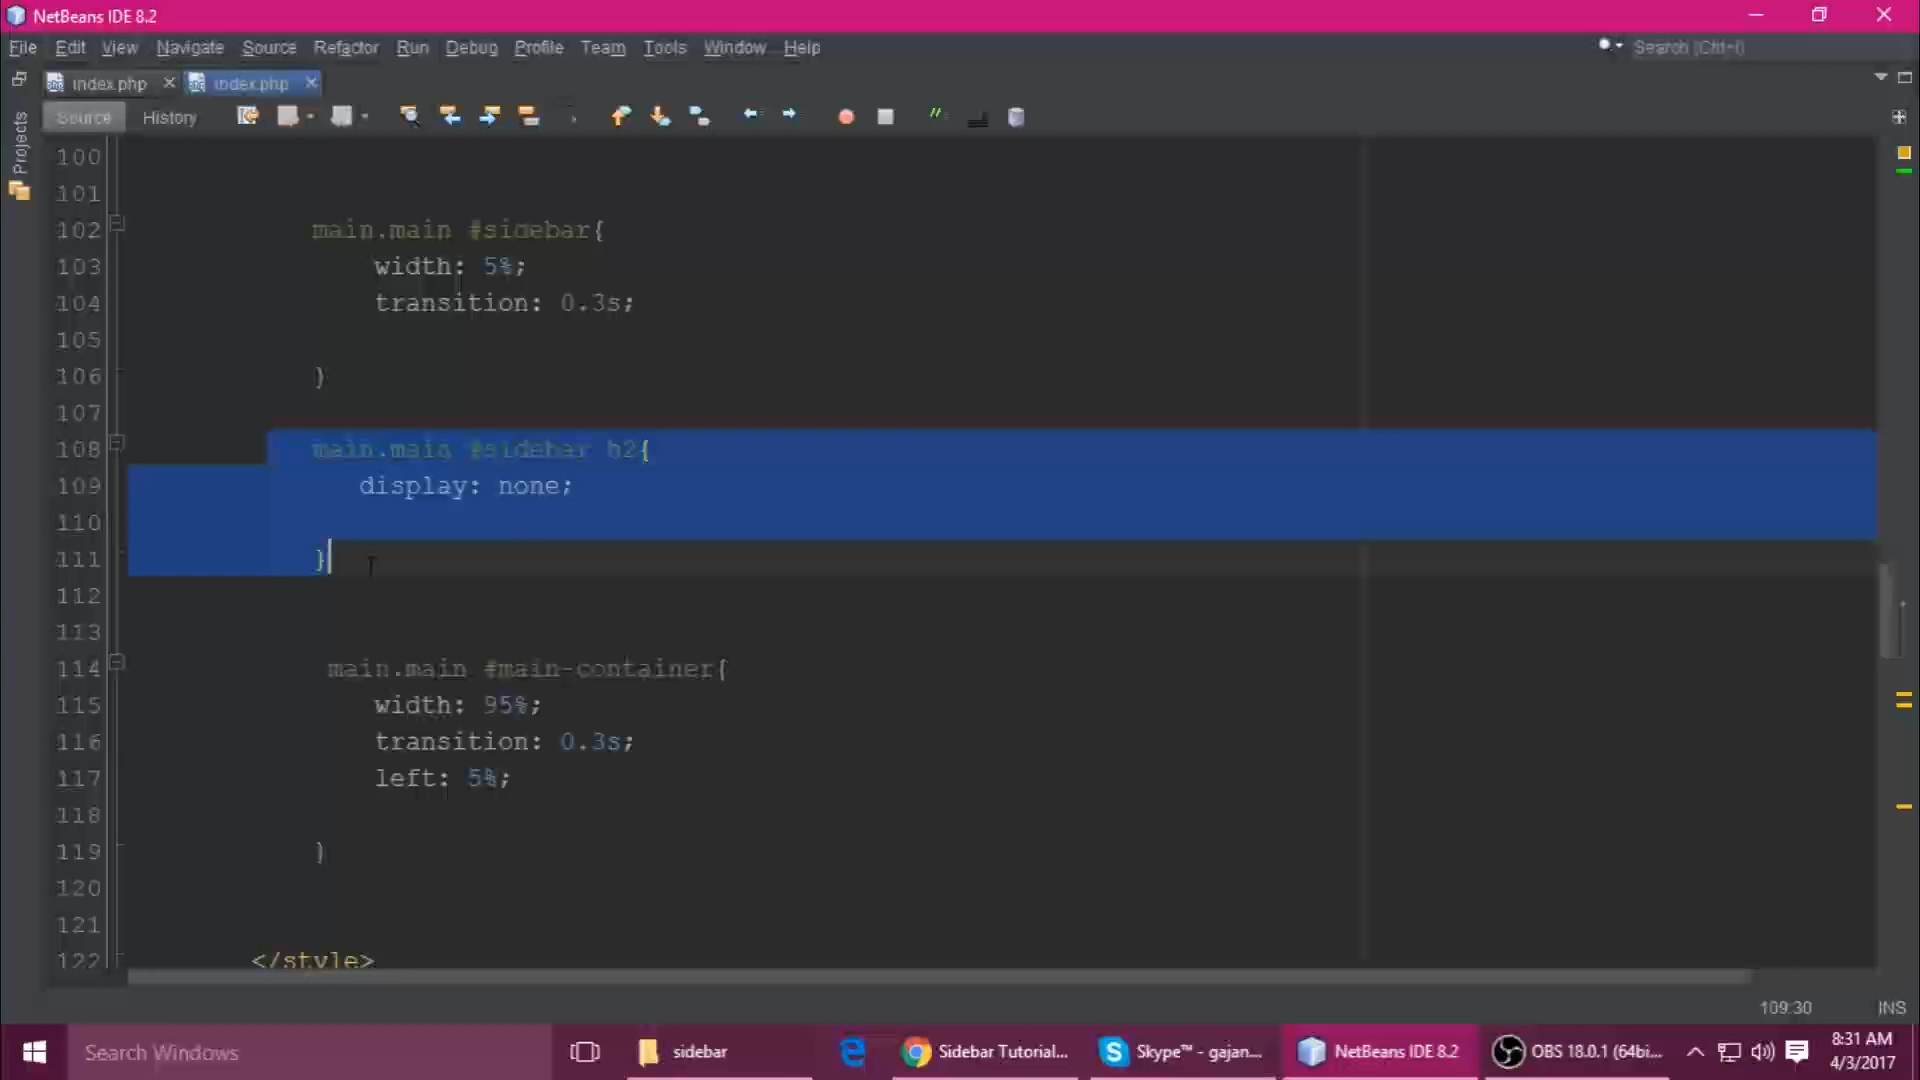 NetBeans IDE 8.2
File Edit View Navigate Source Refactor Run Debug Profile Team Tools Window Help
Search (Ctrl+I)
index.php index.php
Source History
Projects
100
101
102 main.main #sidebar{
103 width: 5%;
104 transition: 0.3s;
105
106 }
107
108 main.main #sidebar h2{
109 display: none;
110
111 }
112
113
114 main.main #main-container{
115 width: 95%;
116 transition: 0.3s;
117 left: 5%;
118
119 }
120
121
122 </style>
109:30 INS
Search Windows
sidebar
Sidebar Tutorial...
Skype™ - gajan...
NetBeans IDE 8.2
OBS 18.0.1 (64bi...
8:31 AM
4/3/2017